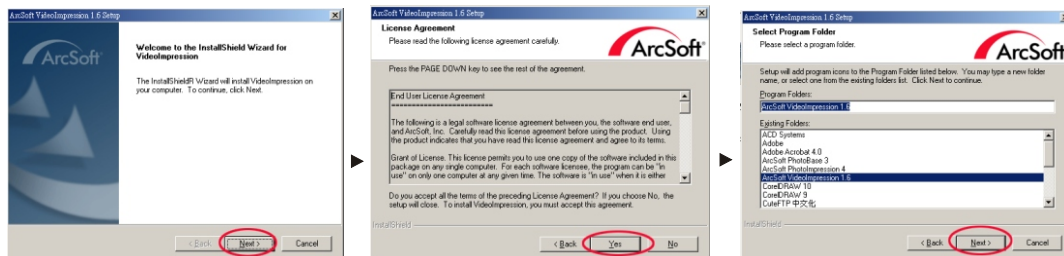 ArcSoft VideoImpression 1.6 Setup
ArcSoft
Welcome to the InstallShield Wizard for
VideoImpression
The InstallShieldR Wizard will install VideoImpression on
your computer. To continue, click Next.
< Back
Next >
Cancel
ArcSoft VideoImpression 1.6 Setup
License Agreement
Please read the following license agreement carefully.
ArcSoft
Press the PAGE DOWN key to see the rest of the agreement.
End User License Agreement
==========================
The following is a legal software license agreement between you, the software end user,
and ArcSoft, Inc. Carefully read this license agreement before using the product. Using
the product indicates that you have read this license agreement and agree to its terms.
Grant of License. This license permits you to use one copy of the software included in this
package on any single computer. For each software licensee, the program can be "in
use" on only one computer at any given time. The software is "in use" when it is either
Do you accept all the terms of the preceding License Agreement? If you choose No, the
setup will close. To install VideoImpression, you must accept this agreement.
InstallShield
< Back
Yes
No
ArcSoft VideoImpression 1.6 Setup
Select Program Folder
Please select a program folder.
ArcSoft
Setup will add program icons to the Program Folder listed below. You may type a new folder
name, or select one from the existing folders list. Click Next to continue.
Program Folders:
ArcSoft VideoImpression 1.6
Existing Folders:
ACD Systems
Adobe
Adobe Acrobat 4.0
ArcSoft PhotoBase 3
ArcSoft PhotoImpression 4
ArcSoft VideoImpression 1.6
CorelDRAW 10
CorelDRAW 9
CuteFTP 中文化
InstallShield
< Back
Next >
Cancel